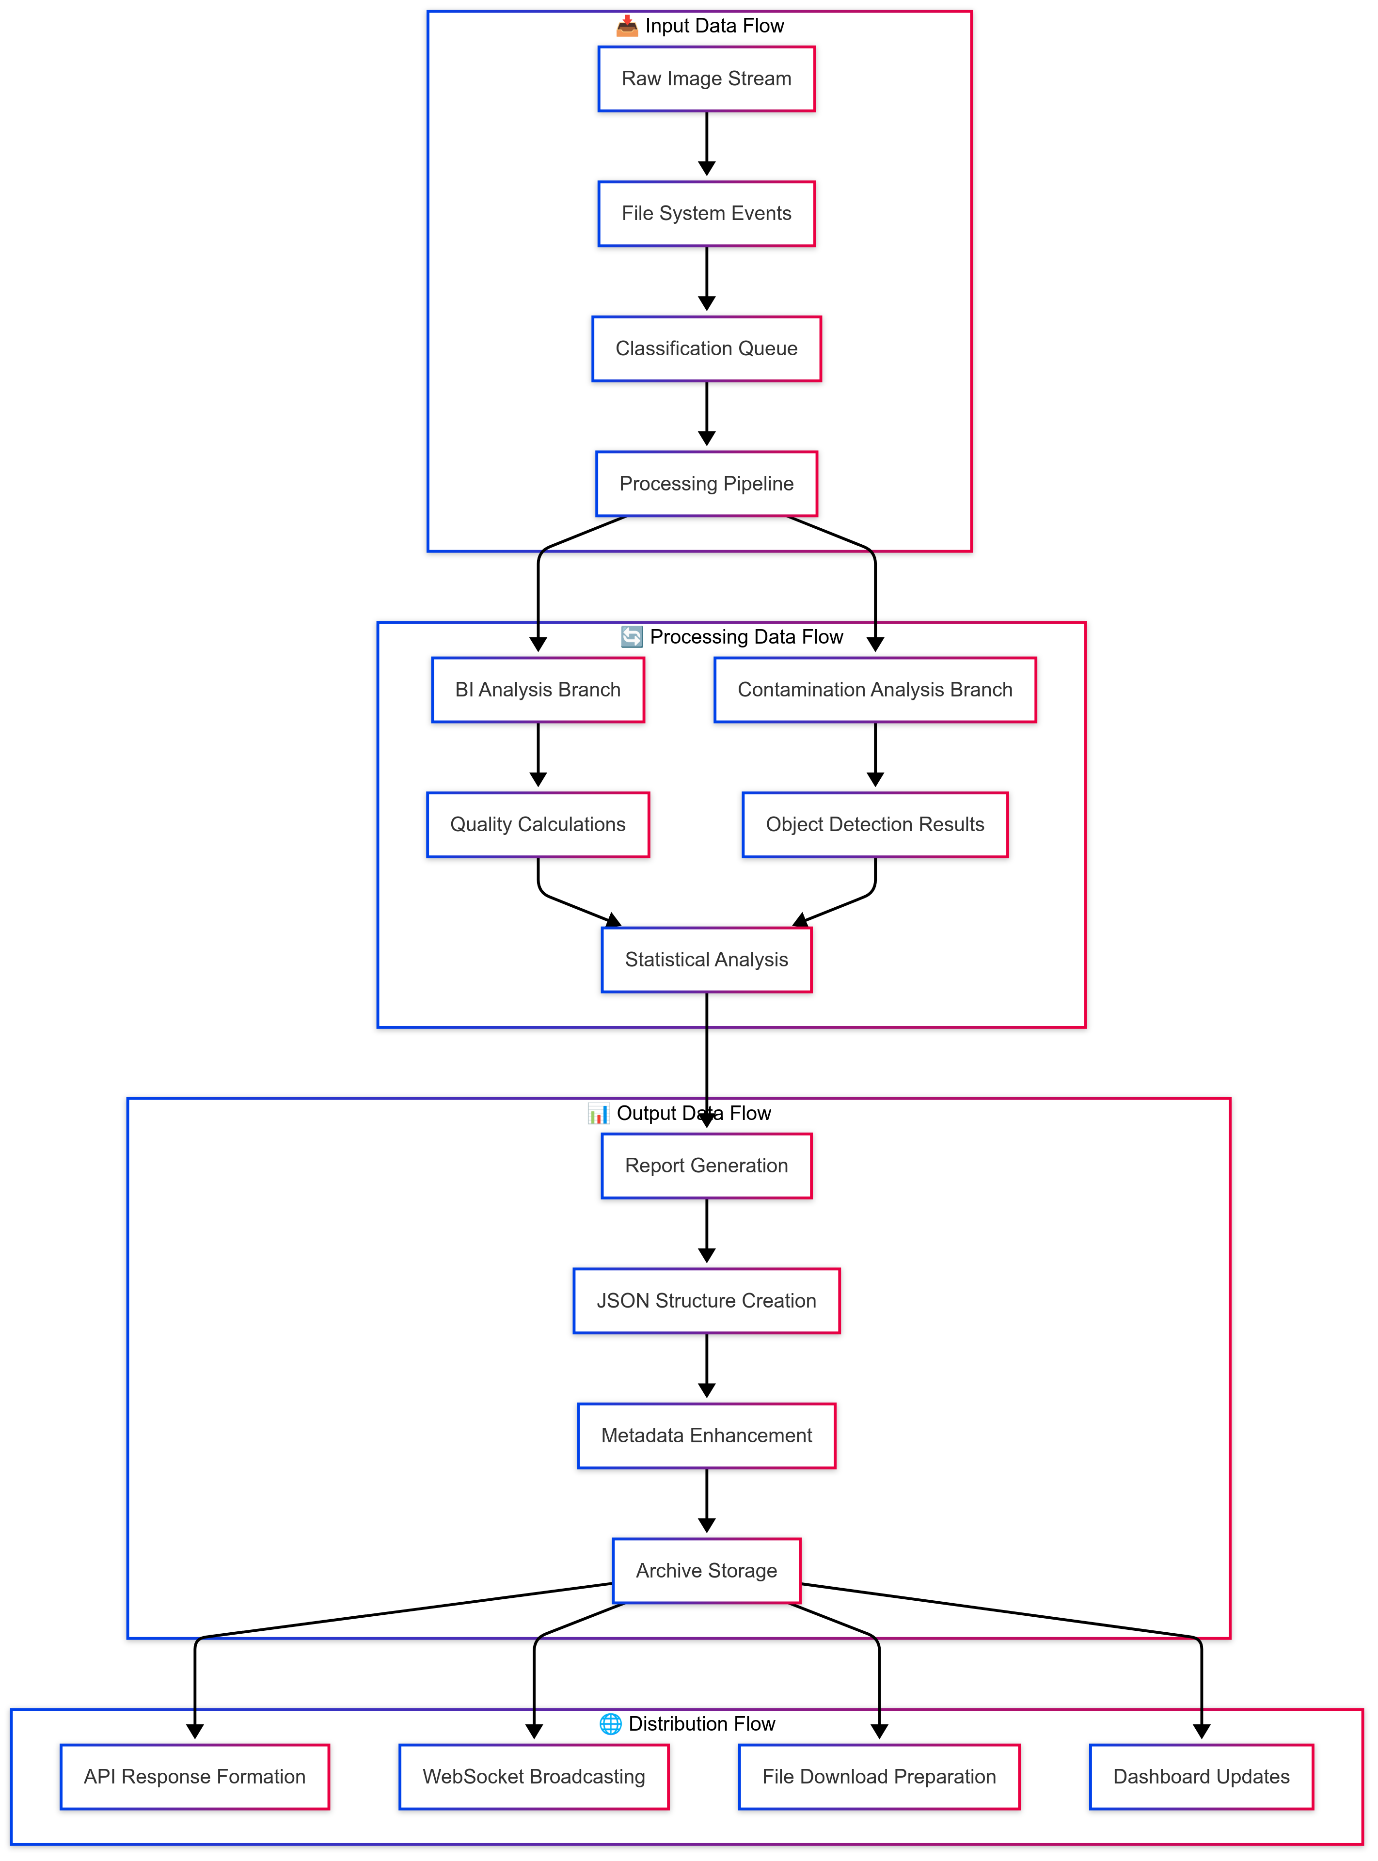 📥 Input Data Flow
Raw Image Stream
File System Events
Classification Queue
Processing Pipeline
🔄 Processing Data Flow
BI Analysis Branch
Contamination Analysis Branch
Quality Calculations
Object Detection Results
Statistical Analysis
📊 Output Data Flow
Report Generation
JSON Structure Creation
Metadata Enhancement
Archive Storage
🌐 Distribution Flow
API Response Formation
WebSocket Broadcasting
File Download Preparation
Dashboard Updates